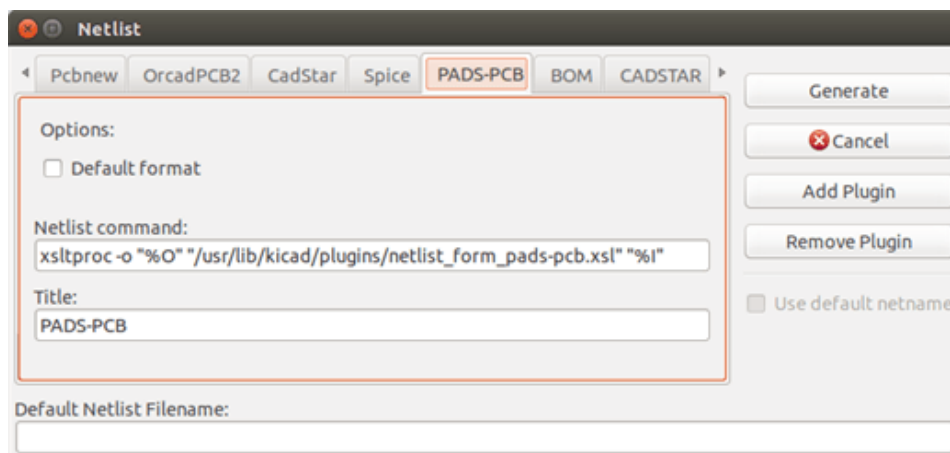 Netlist
Pcbnew OrcadPCB2 CadStar Spice PADS-PCB BOM CADSTAR
Generate
Options:
Cancel
Default format
Add Plugin
Netlist command:
Remove Plugin
xsltproc -o "%O" "/usr/lib/kicad/plugins/netlist_form_pads-pcb.xsl" "%I"
Title:
Use default netname
PADS-PCB
Default Netlist Filename: